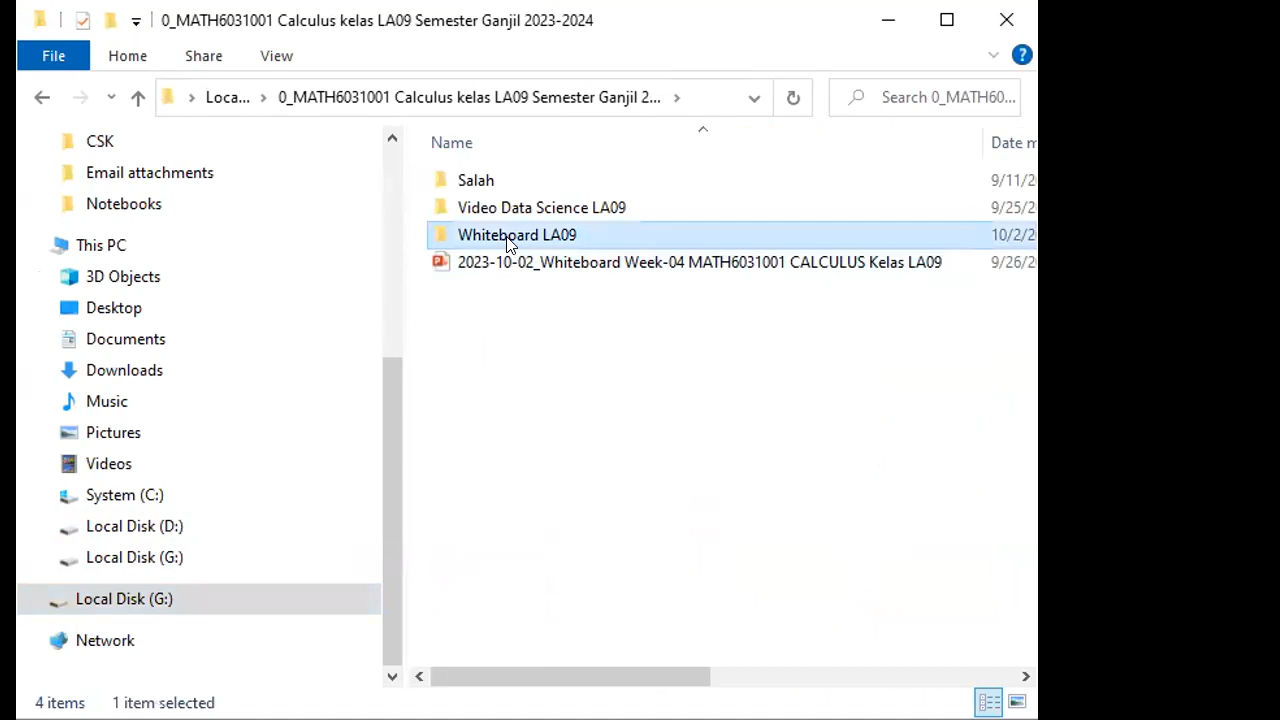 0_MATH6031001 Calculus kelas LA09 Semester Ganjil 2023-2024
File Home Share View
Loca... 0_MATH6031001 Calculus kelas LA09 Semester Ganjil 2... Search 0_MATH60...
CSK
Email attachments
Notebooks
This PC
3D Objects
Desktop
Documents
Downloads
Music
Pictures
Videos
System (C:)
Local Disk (D:)
Local Disk (G:)
Local Disk (G:)
Network
Name Date m
Salah 9/11/2
Video Data Science LA09 9/25/2
Whiteboard LA09 10/2/2
2023-10-02_Whiteboard Week-04 MATH6031001 CALCULUS Kelas LA09 9/26/2
4 items 1 item selected